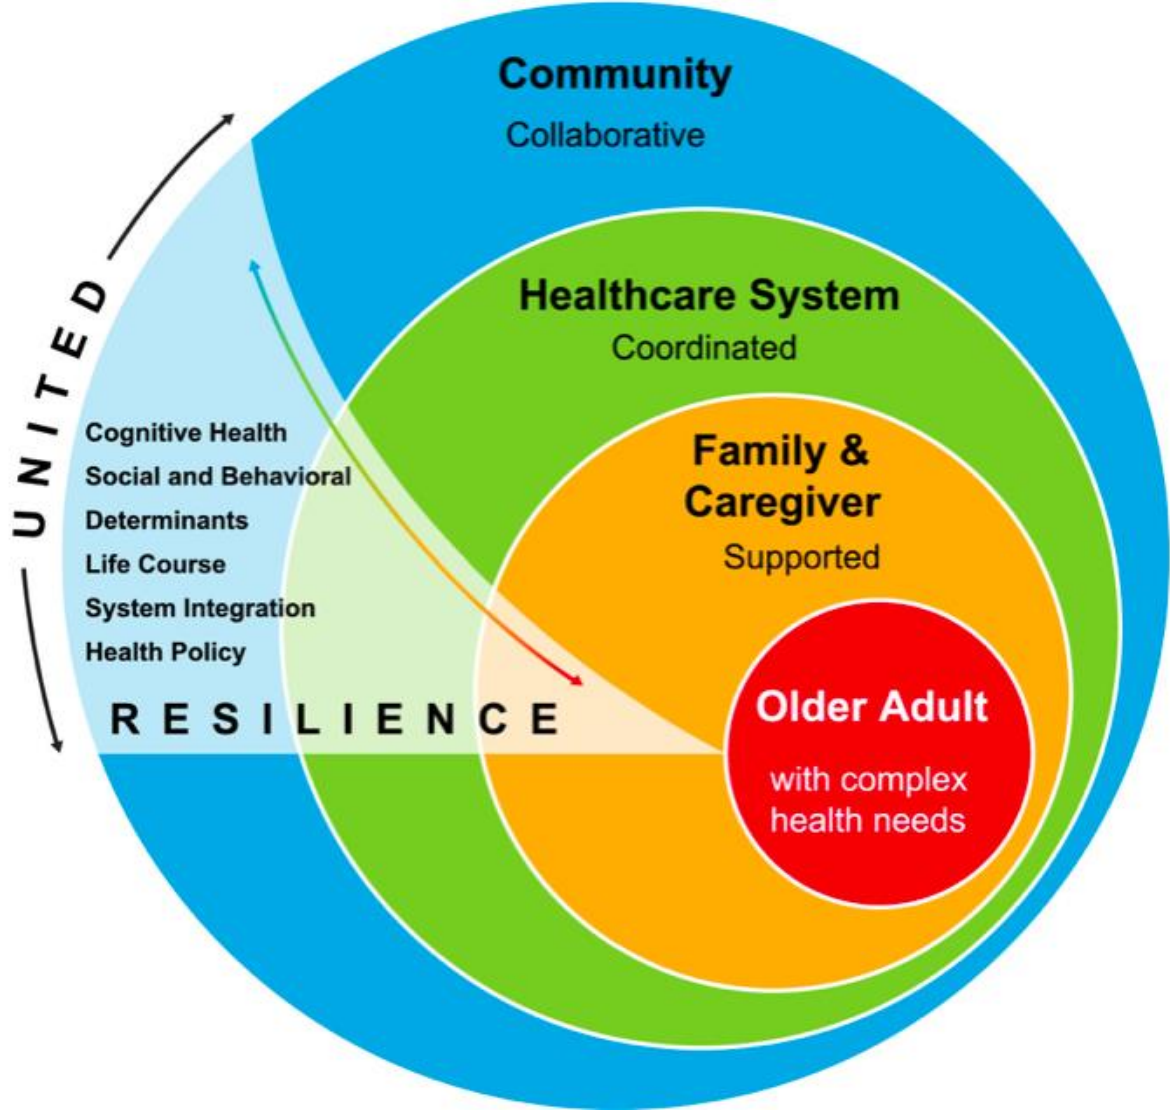 Community
Collaborative
Healthcare System
Coordinated
Family &
Caregiver
Supported
Older Adult
with complex
health needs
UNITED
Cognitive Health
Social and Behavioral
Determinants
Life Course
System Integration
Health Policy
RESILIENCE